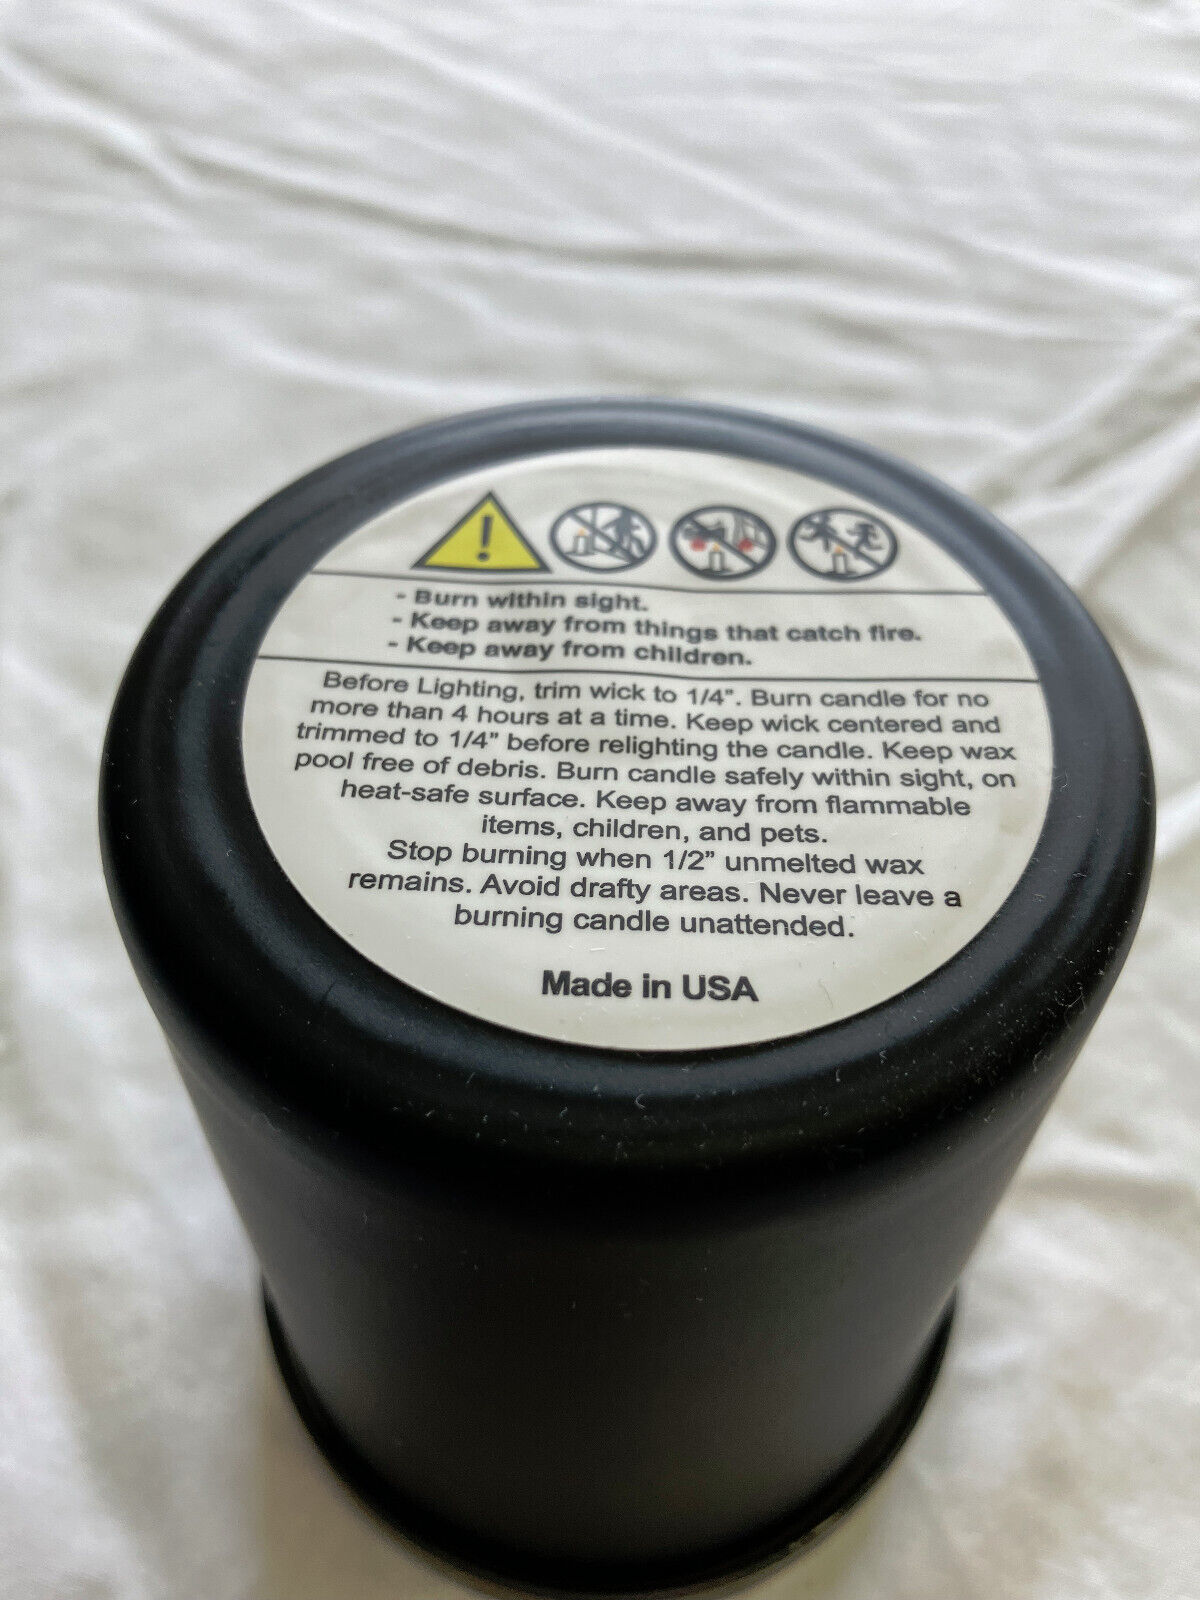 - Burn within sight.
- Keep away from things that catch fire.
- Keep away from children.
Before Lighting, trim wick to 1/4". Burn candle for no
more than 4 hours at a time. Keep wick centered and
trimmed to 1/4" before relighting the candle. Keep wax
pool free of debris. Burn candle safely within sight, on
heat-safe surface. Keep away from flammable
items, children, and pets.
Stop burning when 1/2" unmelted wax
remains. Avoid drafty areas. Never leave a
burning candle unattended.
Made in USA